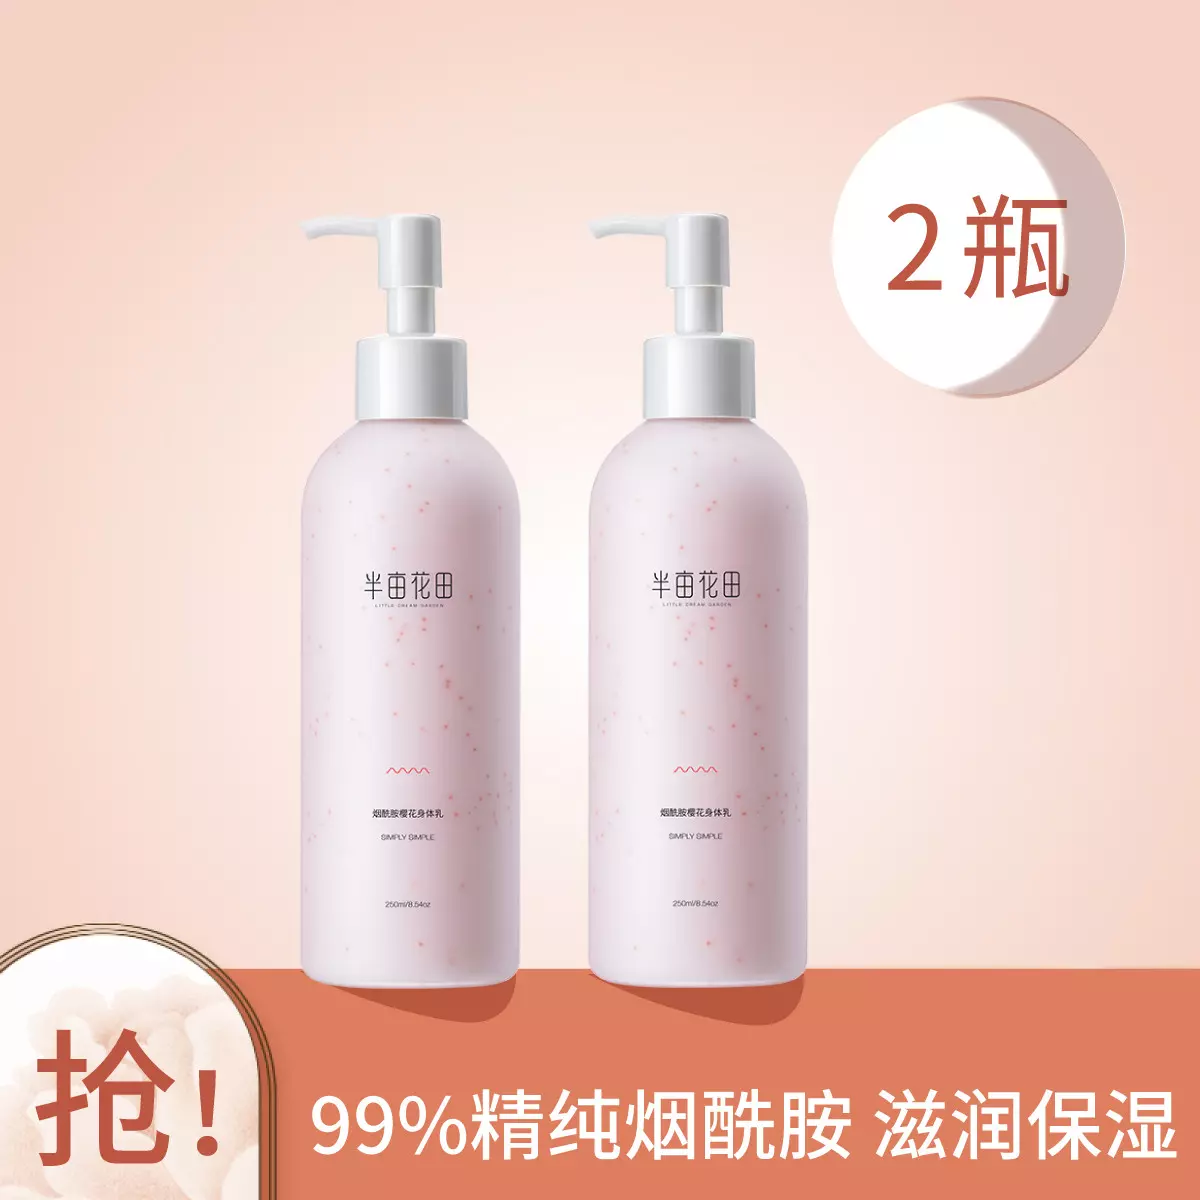 2瓶
半亩花田
LITTLE DREAM GARDEN
烟酰胺樱花身体乳
SIMPLY SIMPLE
250ml/8.54oz
半亩花田
LITTLE DREAM GARDEN
烟酰胺樱花身体乳
SIMPLY SIMPLE
250ml/8.54oz
抢!
99%精纯烟酰胺 滋润保湿